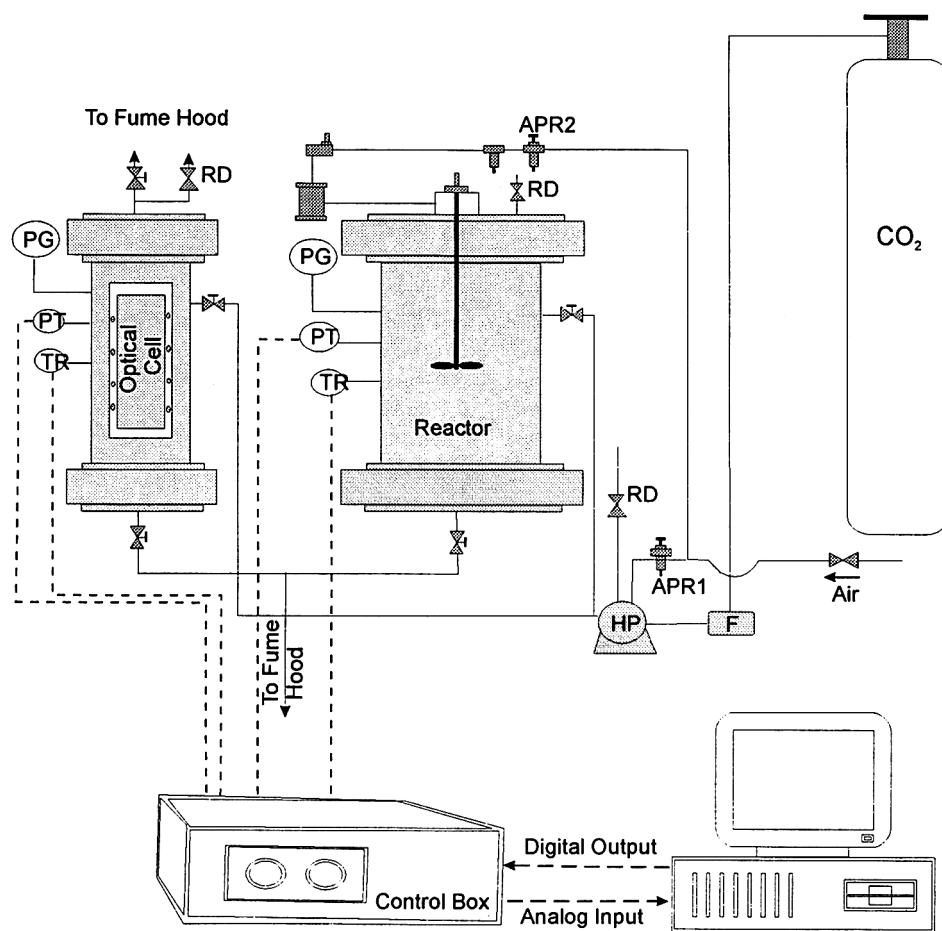 To Fume Hood
APR2
RD
RD
CO2
PG
PG
PT
PT
TR
TR
Optical
Cell
Reactor
RD
APR1
Air
HP
F
To Fume
Hood
Digital Output
Control Box
Analog Input